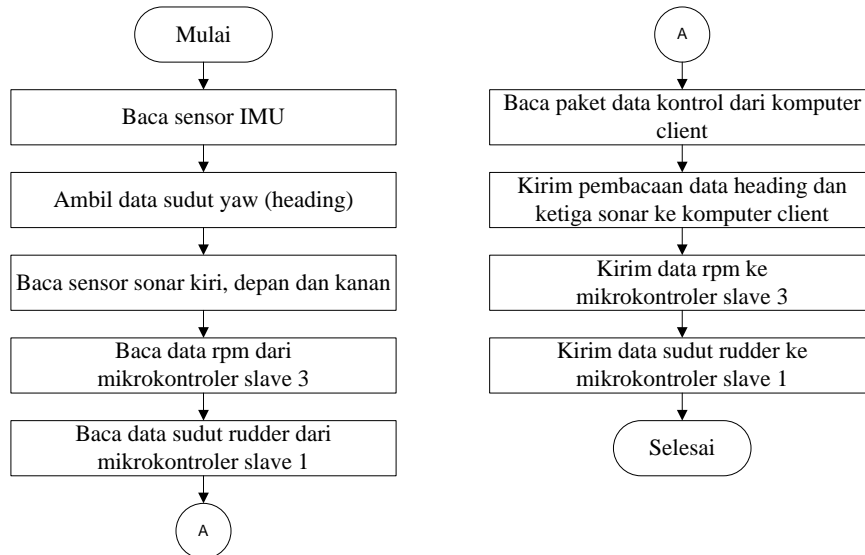 Mulai
Baca sensor IMU
Ambil data sudut yaw (heading)
Baca sensor sonar kiri, depan dan kanan
Baca data rpm dari
mikrokontroler slave 3
Baca data sudut rudder dari
mikrokontroler slave 1
A
A
Baca paket data kontrol dari komputer
client
Kirim pembacaan data heading dan
ketiga sonar ke komputer client
Kirim data rpm ke
mikrokontroler slave 3
Kirim data sudut rudder ke
mikrokontroler slave 1
Selesai